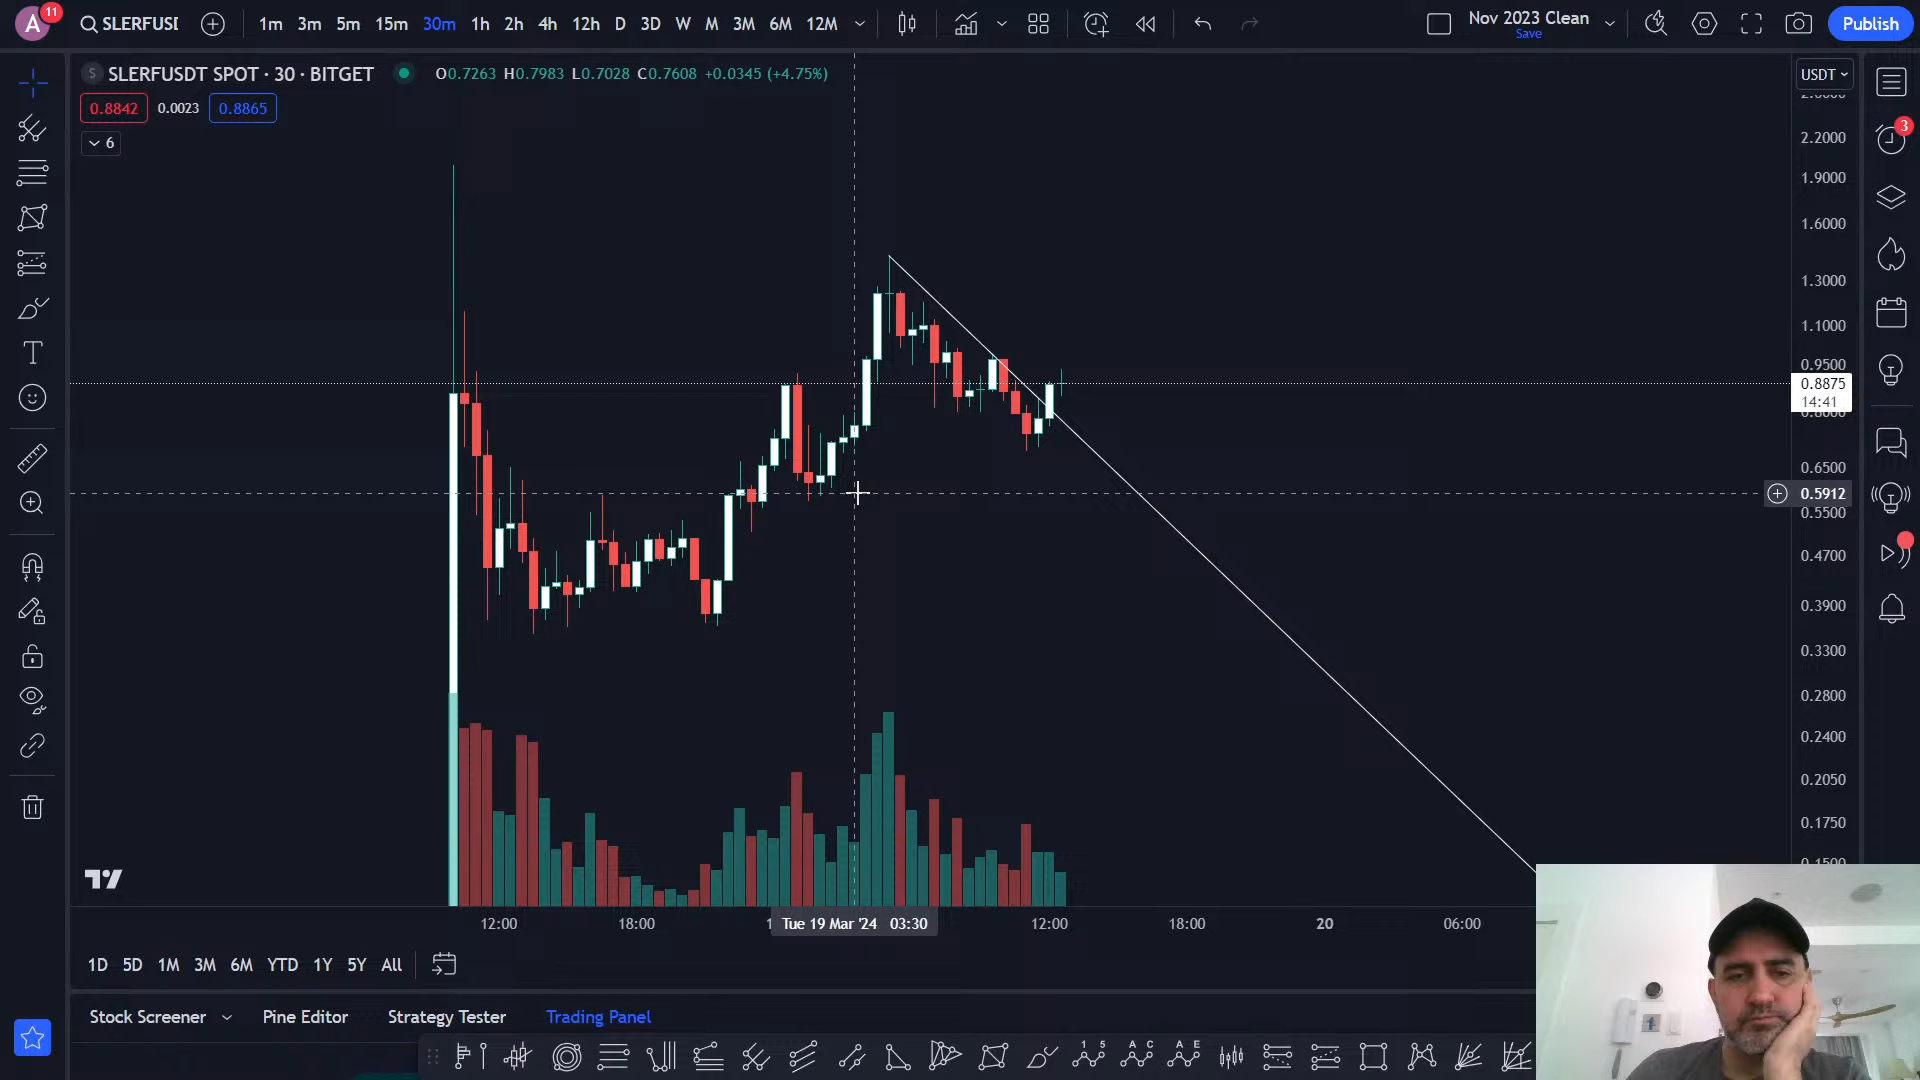 A 11 SLERFUSI 1m 3m 5m 15m 30m 1h 2h 4h 12h D 3D W M 3M 6M 12M Nov 2023 Clean Save Publish
S SLERFUSDT SPOT · 30 · BITGET O0.7263 H0.7983 L0.7028 C0.7608 +0.0345 (+4.75%) USDT
0.8842 0.0023 0.8865
6
3
2.2000
1.9000
1.6000
1.3000
1.1000
0.9500
0.8875
14:41
0.6500
0.5912
0.5500
0.4700
0.3900
0.3300
0.2800
0.2400
0.2050
0.1750
12:00 18:00 Tue 19 Mar '24 03:30 12:00 18:00 20 06:00
1D 5D 1M 3M 6M YTD 1Y 5Y All
Stock Screener Pine Editor Strategy Tester Trading Panel
1 5 A C A E